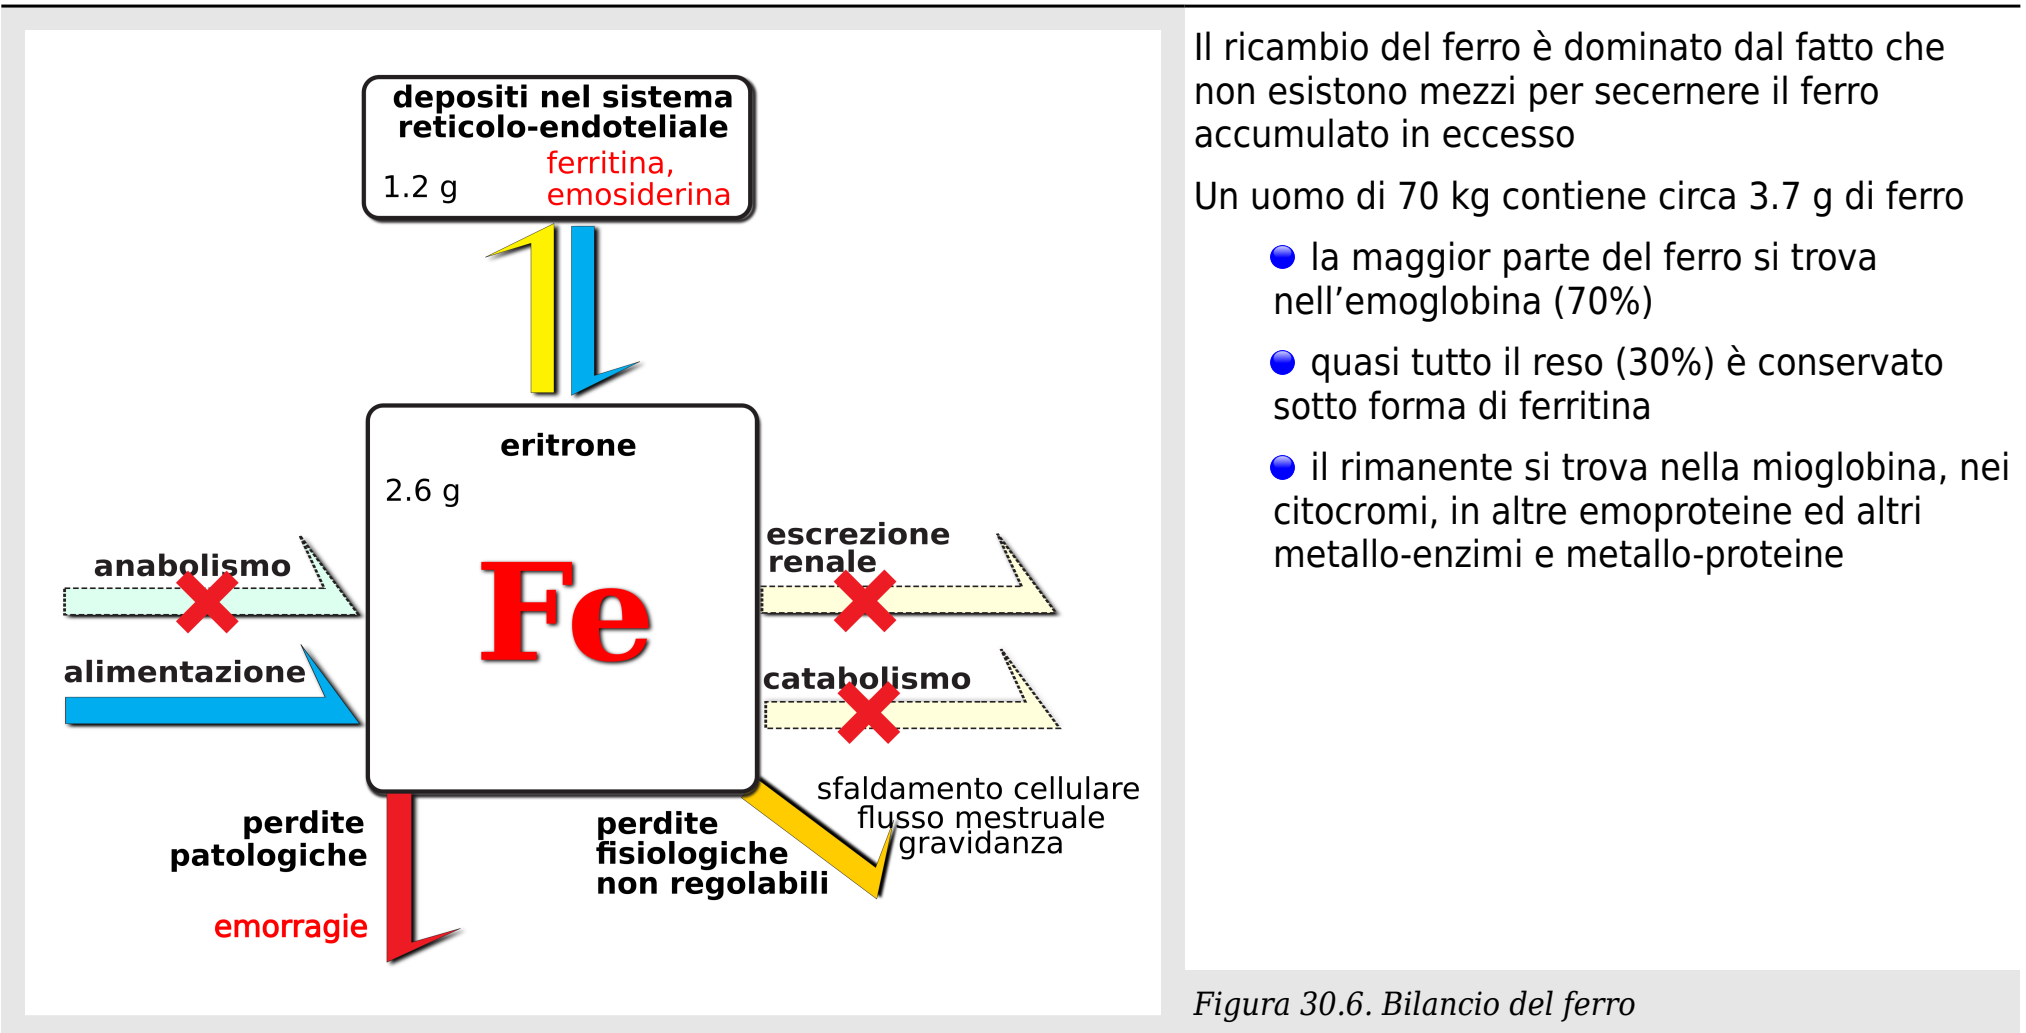 depositi nel sistema
reticolo-endoteliale
ferritina,
1.2 g
emosiderina
eritrone
2.6 g
Fe
anabolismo
alimentazione
escrezione
renale
catabolismo
sfaldamento cellulare
flusso mestruale
gravidanza
perdite
patologiche
emorragie
perdite
fisiologiche
non regolabili
Il ricambio del ferro è dominato dal fatto che
non esistono mezzi per secernere il ferro
accumulato in eccesso
Un uomo di 70 kg contiene circa 3.7 g di ferro
la maggior parte del ferro si trova
nell’emoglobina (70%)
quasi tutto il reso (30%) è conservato
sotto forma di ferritina
il rimanente si trova nella mioglobina, nei
citocromi, in altre emoproteine ed altri
metallo-enzimi e metallo-proteine
Figura 30.6. Bilancio del ferro